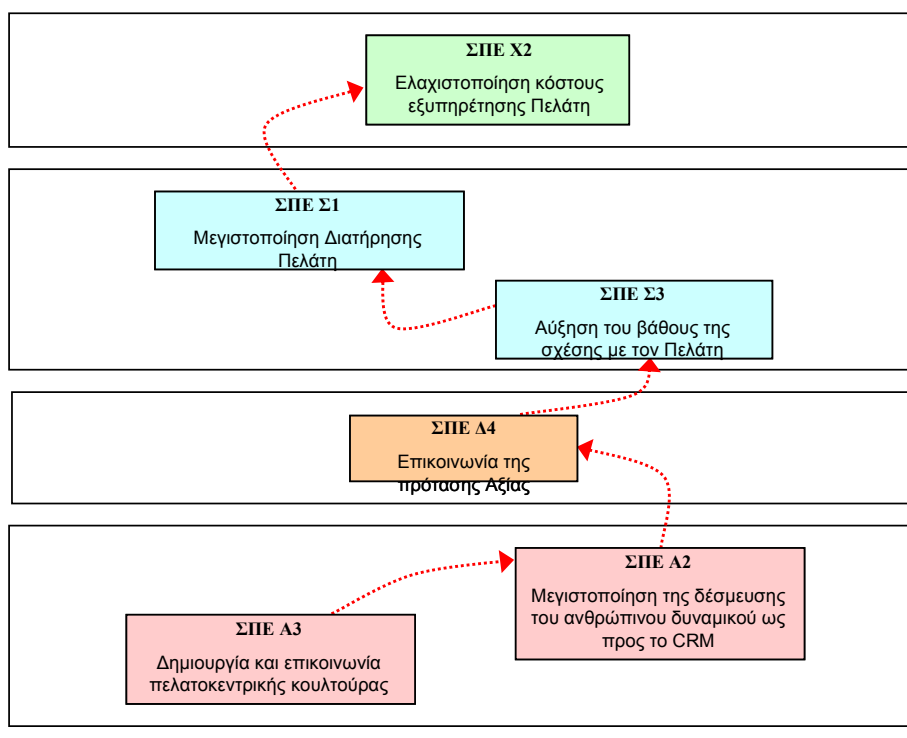 ΣΠΕ Χ2
Ελαχιστοποίηση κόστους
εξυπηρέτησης Πελάτη
ΣΠΕ Σ1
Μεγιστοποίηση Διατήρησης
Πελάτη
ΣΠΕ Σ3
Αύξηση του βάθους της
σχέσης με τον Πελάτη
ΣΠΕ Δ4
Επικοινωνία της
πρότασης Αξίας
ΣΠΕ Α2
Μεγιστοποίηση της δέσμευσης
του ανθρώπινου δυναμικού ως
προς το CRM
ΣΠΕ Α3
Δημιουργία και επικοινωνία
πελατοκεντρικής κουλτούρας